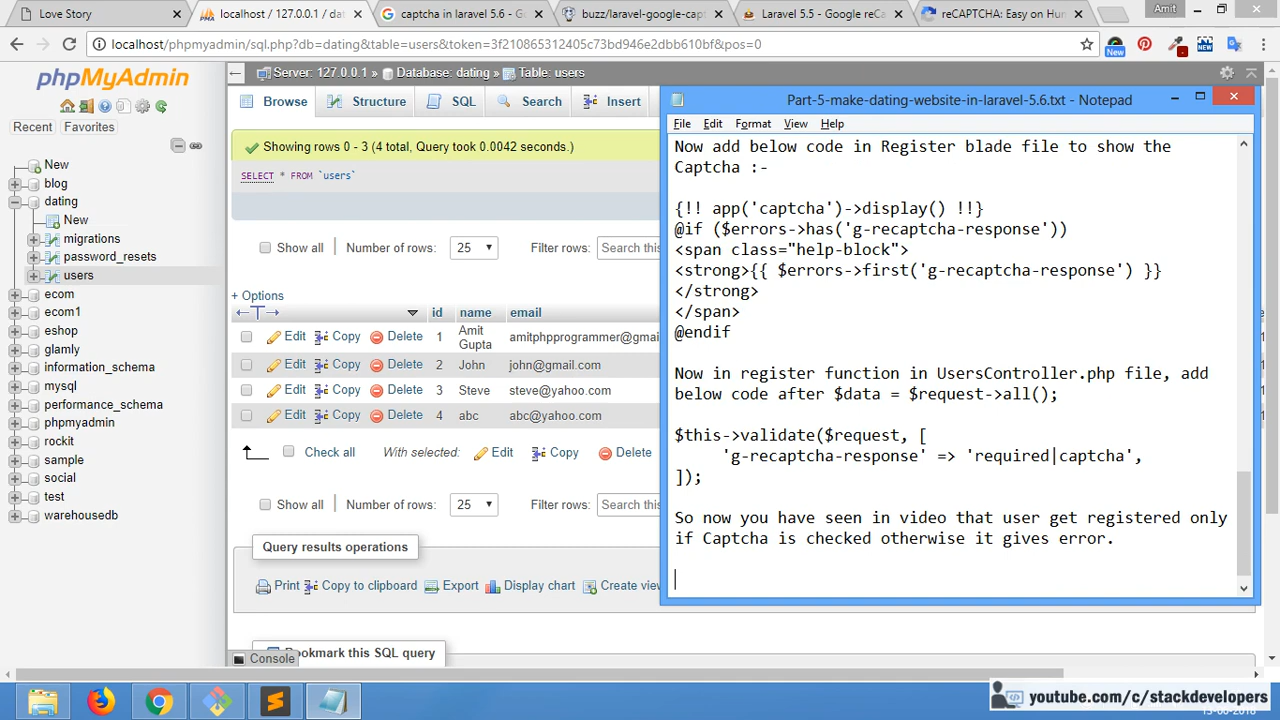 Love Story
localhost / 127.0.0.1 / dat
captcha in laravel 5.6 - Go
buzz/laravel-google-capt
Laravel 5.5 - Google reCA
reCAPTCHA: Easy on Hum
Amit
localhost/phpmyadmin/sql.php?db=dating&table=users&token=3f210865312405c73bd946e2dbb610bf&pos=0
New
New
phpMyAdmin
Recent
Favorites
New
blog
dating
New
migrations
password_resets
users
ecom
ecom1
eshop
glamly
information_schema
mysql
performance_schema
phpmyadmin
rockit
sample
social
test
warehousedb
Server: 127.0.0.1 » Database: dating » Table: users
Browse
Structure
SQL
Search
Insert
Showing rows 0 - 3 (4 total, Query took 0.0042 seconds.)
SELECT * FROM `users`
Show all
Number of rows:
25
Filter rows:
Search this
+ Options
id name email
Edit Copy Delete 1 Amit Gupta amitphpprogrammer@gmai
Edit Copy Delete 2 John john@gmail.com
Edit Copy Delete 3 Steve steve@yahoo.com
Edit Copy Delete 4 abc abc@yahoo.com
Check all
With selected:
Edit
Copy
Delete
Show all
Number of rows:
25
Filter rows:
Search this
Query results operations
Print
Copy to clipboard
Export
Display chart
Create view
Bookmark this SQL query
Console
Part-5-make-dating-website-in-laravel-5.6.txt - Notepad
File Edit Format View Help
Now add below code in Register blade file to show the
Captcha :-
{!! app('captcha')->display() !!}
@if ($errors->has('g-recaptcha-response'))
<span class="help-block">
<strong>{{ $errors->first('g-recaptcha-response') }}
</strong>
</span>
@endif
Now in register function in UsersController.php file, add
below code after $data = $request->all();
$this->validate($request, [
'g-recaptcha-response' => 'required|captcha',
]);
So now you have seen in video that user get registered only
if Captcha is checked otherwise it gives error.
youtube.com/c/stackdevelopers